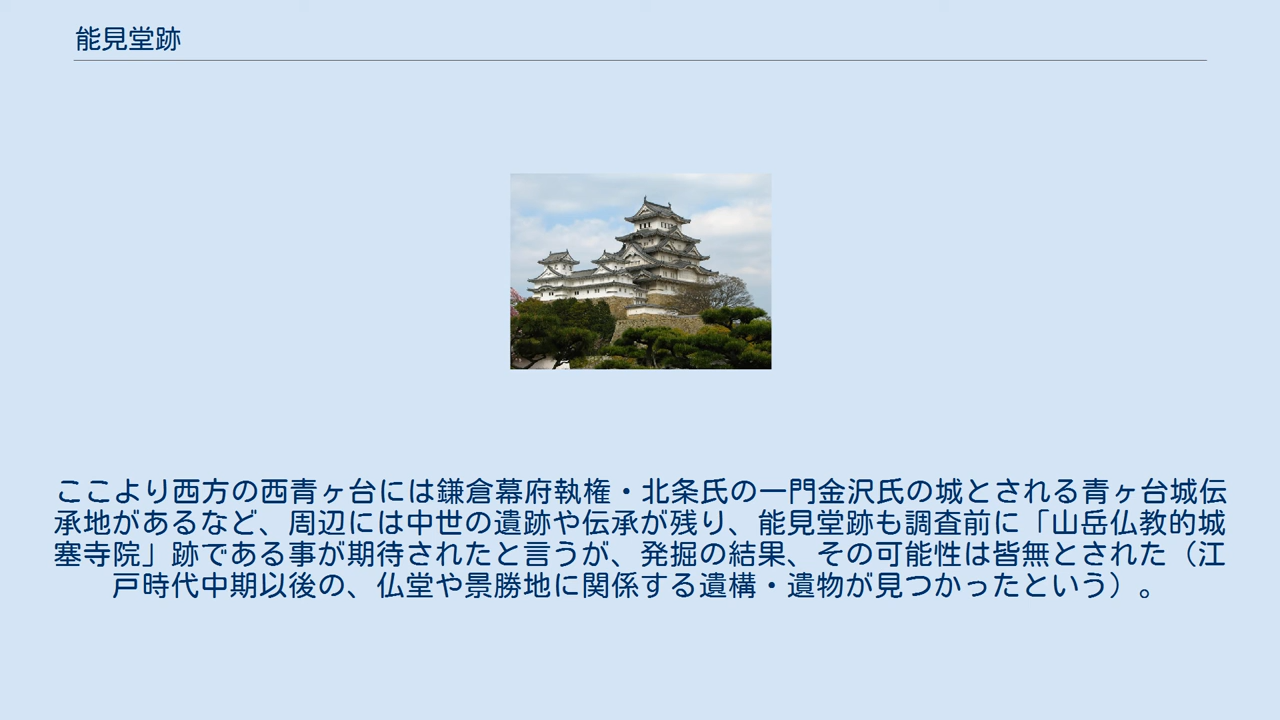 能見堂跡
ここより西方の西青ヶ台には鎌倉幕府執権・北条氏の一門金沢氏の城とされる青ヶ台城伝
承地があるなど、周辺には中世の遺跡や伝承が残り、能見堂跡も調査前に「山岳仏教的城
塞寺院」跡である事が期待されたと言うが、発掘の結果、その可能性は皆無とされた（江
戸時代中期以後の、仏堂や景勝地に関係する遺構・遺物が見つかったという）。